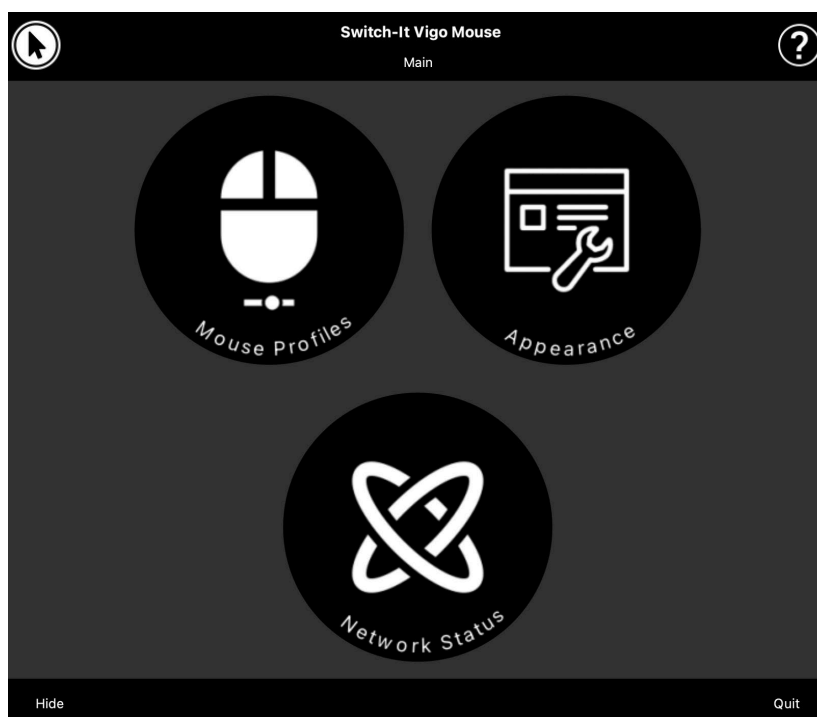 Switch-It Vigo Mouse
Main
?
Mouse Profiles
Appearance
Network Status
Hide
Quit